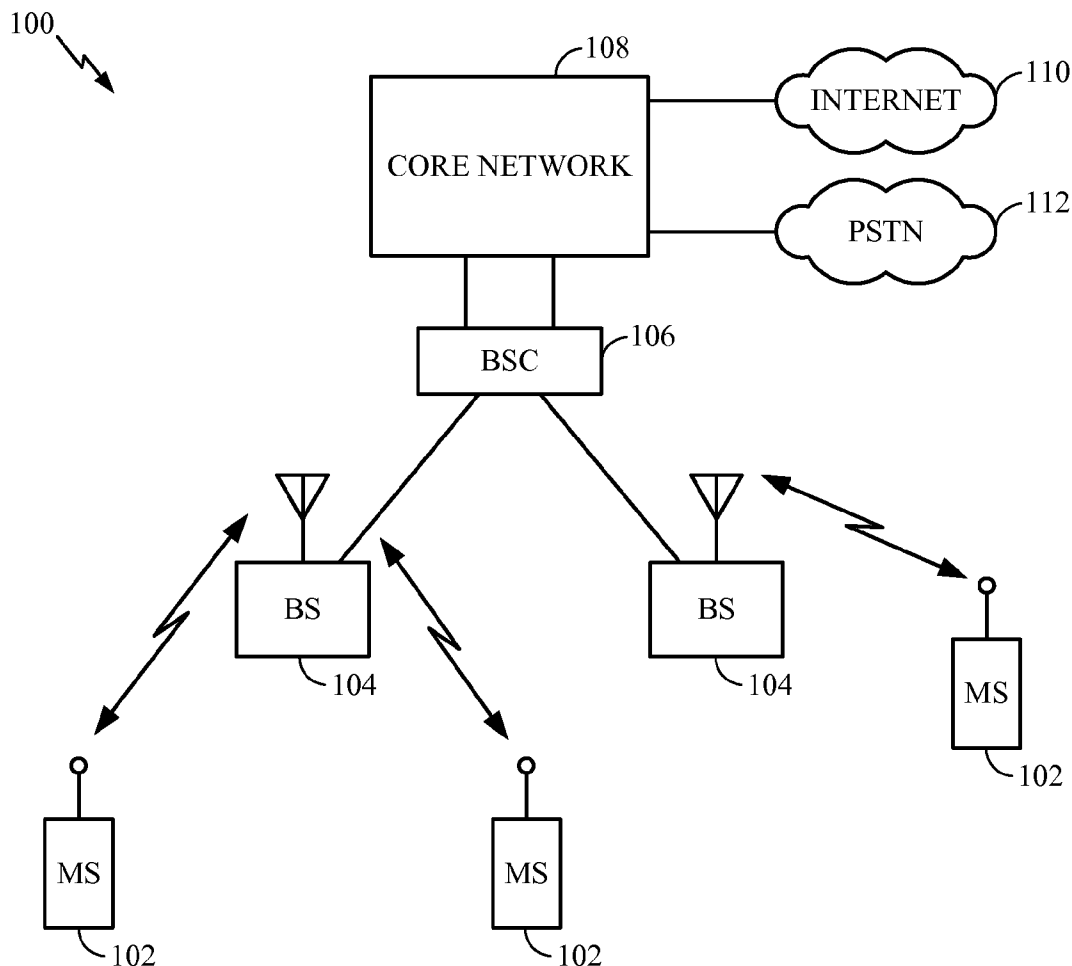 100
108
INTERNET
110
CORE NETWORK
PSTN
112
BSC
106
BS
104
BS
104
MS
102
MS
102
MS
102